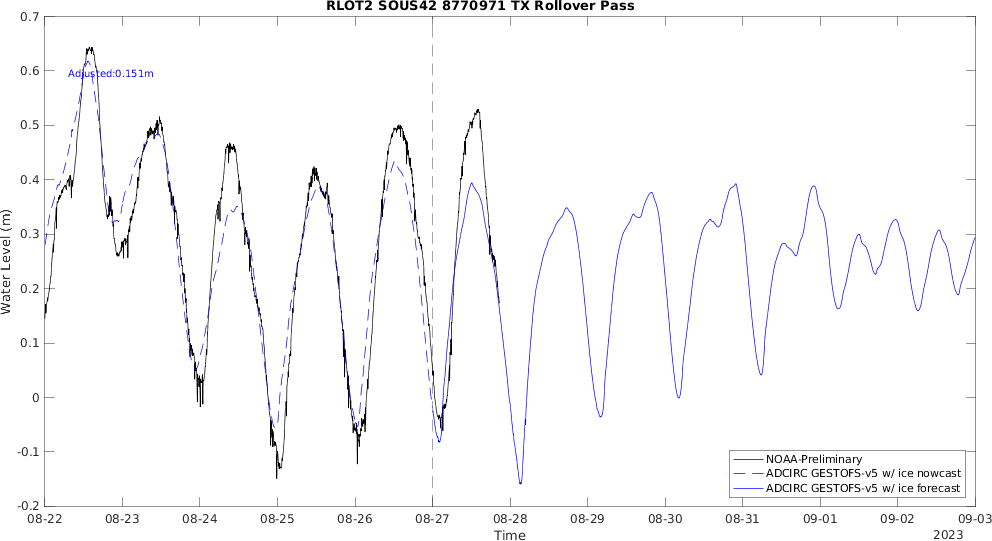 RLOT2 SOUS42 8770971 TX Rollover Pass
0.7
0.6
0.5
0.4
0.3
0.2
0.1
0
-0.1
-0.2
Water Level (m)
Adjusted:0.151m
NOAA-Preliminary
ADCIRC GESTOFS-v5 w/ ice nowcast
ADCIRC GESTOFS-v5 w/ ice forecast
08-22 08-23 08-24 08-25 08-26 08-27 08-28 08-29 08-30 08-31 09-01 09-02 09-03
Time
2023